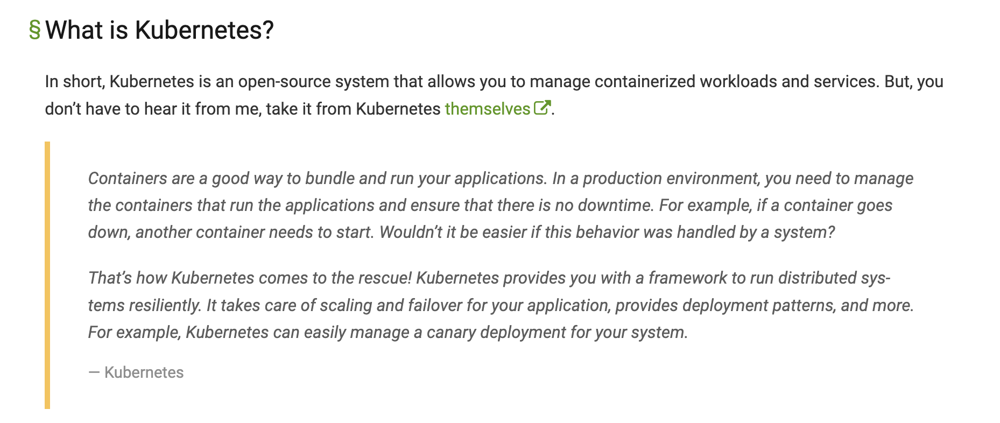 § What is Kubernetes?
In short, Kubernetes is an open-source system that allows you to manage containerized workloads and services. But, you
don’t have to hear it from me, take it from Kubernetes themselves.
Containers are a good way to bundle and run your applications. In a production environment, you need to manage
the containers that run the applications and ensure that there is no downtime. For example, if a container goes
down, another container needs to start. Wouldn’t it be easier if this behavior was handled by a system?
That’s how Kubernetes comes to the rescue! Kubernetes provides you with a framework to run distributed sys-
tems resiliently. It takes care of scaling and failover for your application, provides deployment patterns, and more.
For example, Kubernetes can easily manage a canary deployment for your system.
— Kubernetes